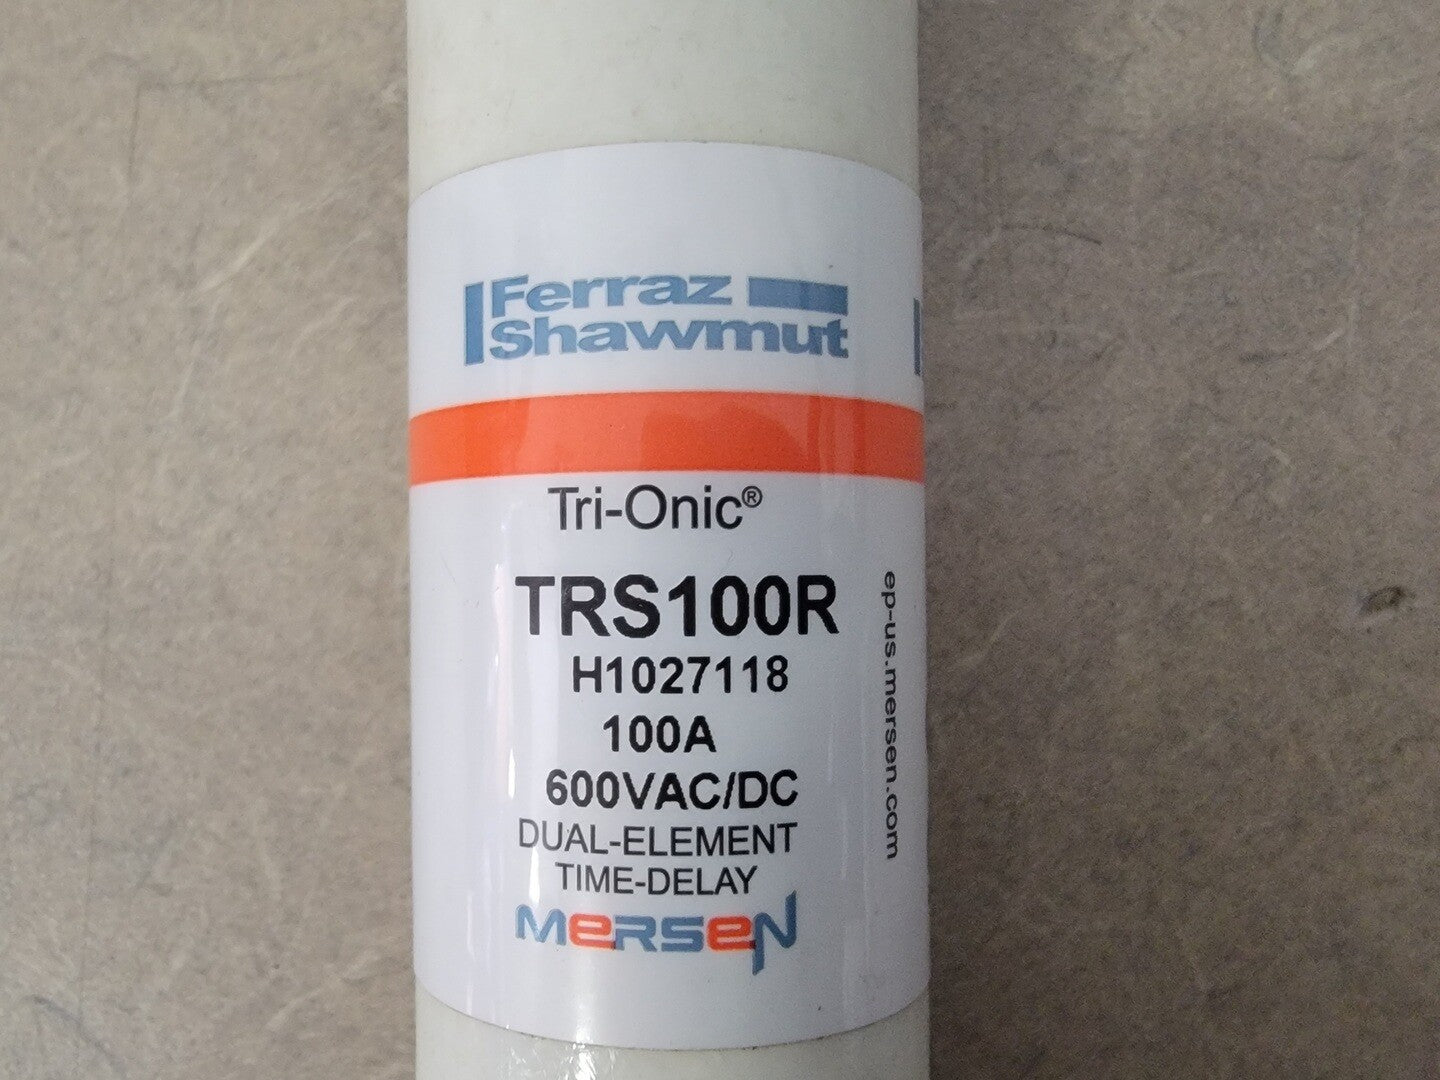 Ferraz
Shawmut
Tri-Onic®
TRS100R
H1027118
100A
600VAC/DC
DUAL-ELEMENT
TIME-DELAY
MERSEN
ep-us.mersen.com